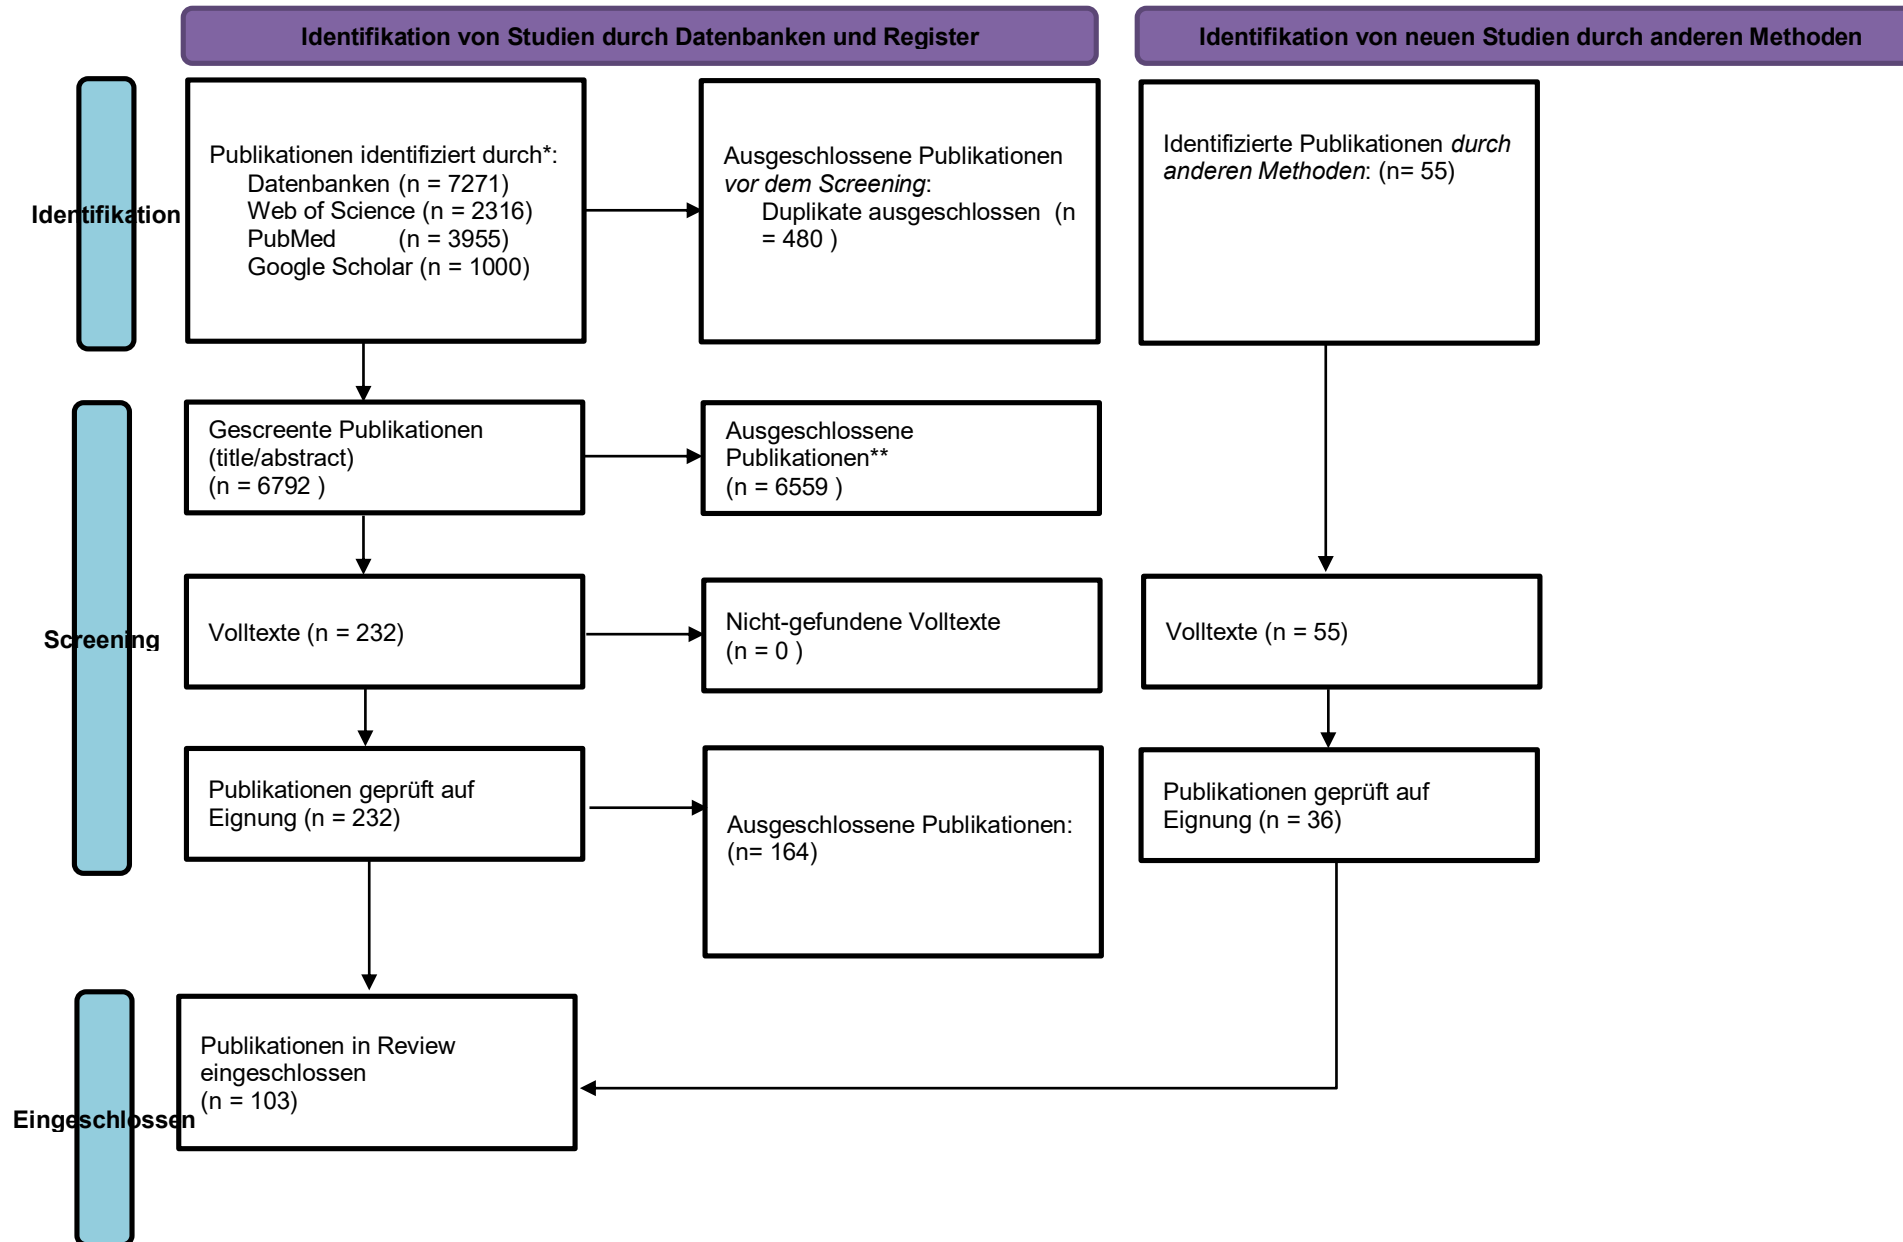 Identifikation von Studien durch Datenbanken und Register
Identifikation von neuen Studien durch anderen Methoden
Identifikation
Publikationen identifiziert durch*:
Datenbanken (n = 7271)
Web of Science (n = 2316)
PubMed (n = 3955)
Google Scholar (n = 1000)
Ausgeschlossene Publikationen
vor dem Screening:
Duplikate ausgeschlossen (n
= 480 )
Identifizierte Publikationen durch
anderen Methoden: (n= 55)
Screening
Gescreente Publikationen
(title/abstract)
(n = 6792 )
Ausgeschlossene
Publikationen**
(n = 6559 )
Volltexte (n = 232)
Nicht-gefundene Volltexte
(n = 0 )
Volltexte (n = 55)
Publikationen geprüft auf
Eignung (n = 232)
Ausgeschlossene Publikationen:
(n= 164)
Publikationen geprüft auf
Eignung (n = 36)
Eingeschlossen
Publikationen in Review
eingeschlossen
(n = 103)